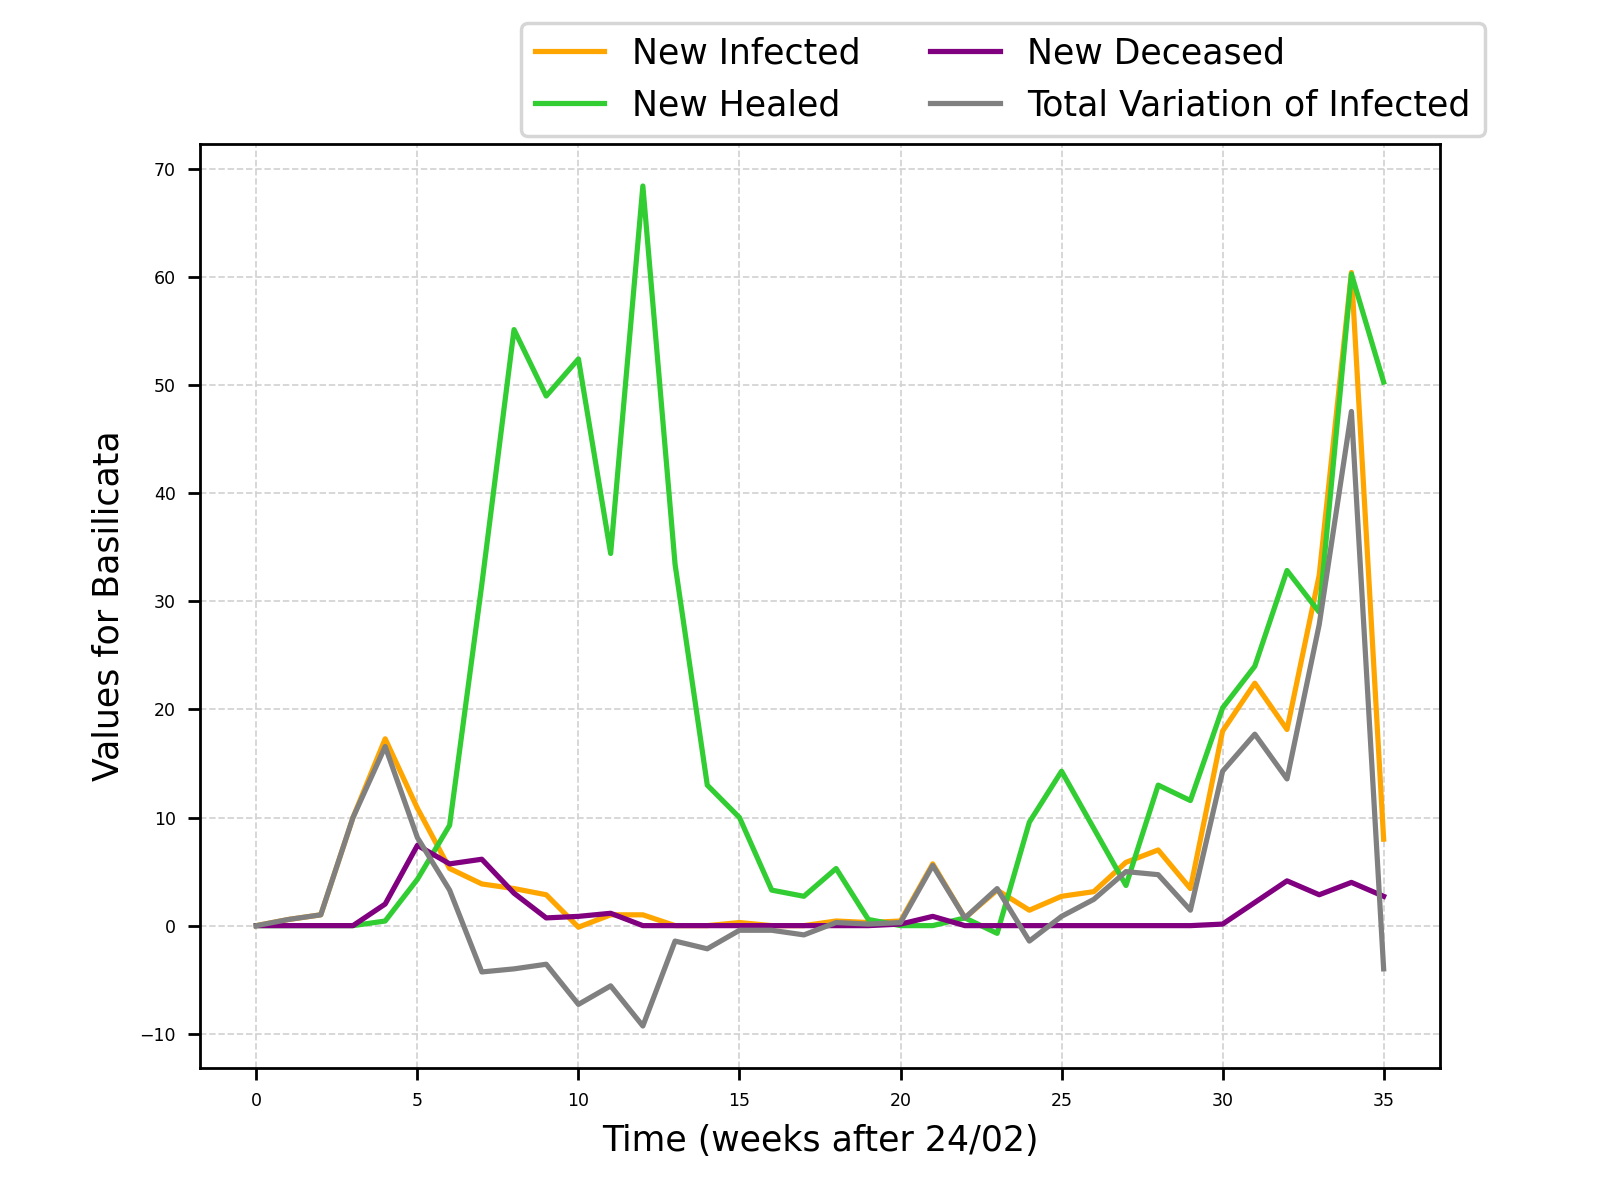 New Infected
New Healed
New Deceased
Total Variation of Infected
70
60
50
40
30
20
10
0
−10
Values for Basilicata
0 5 10 15 20 25 30 35
Time (weeks after 24/02)